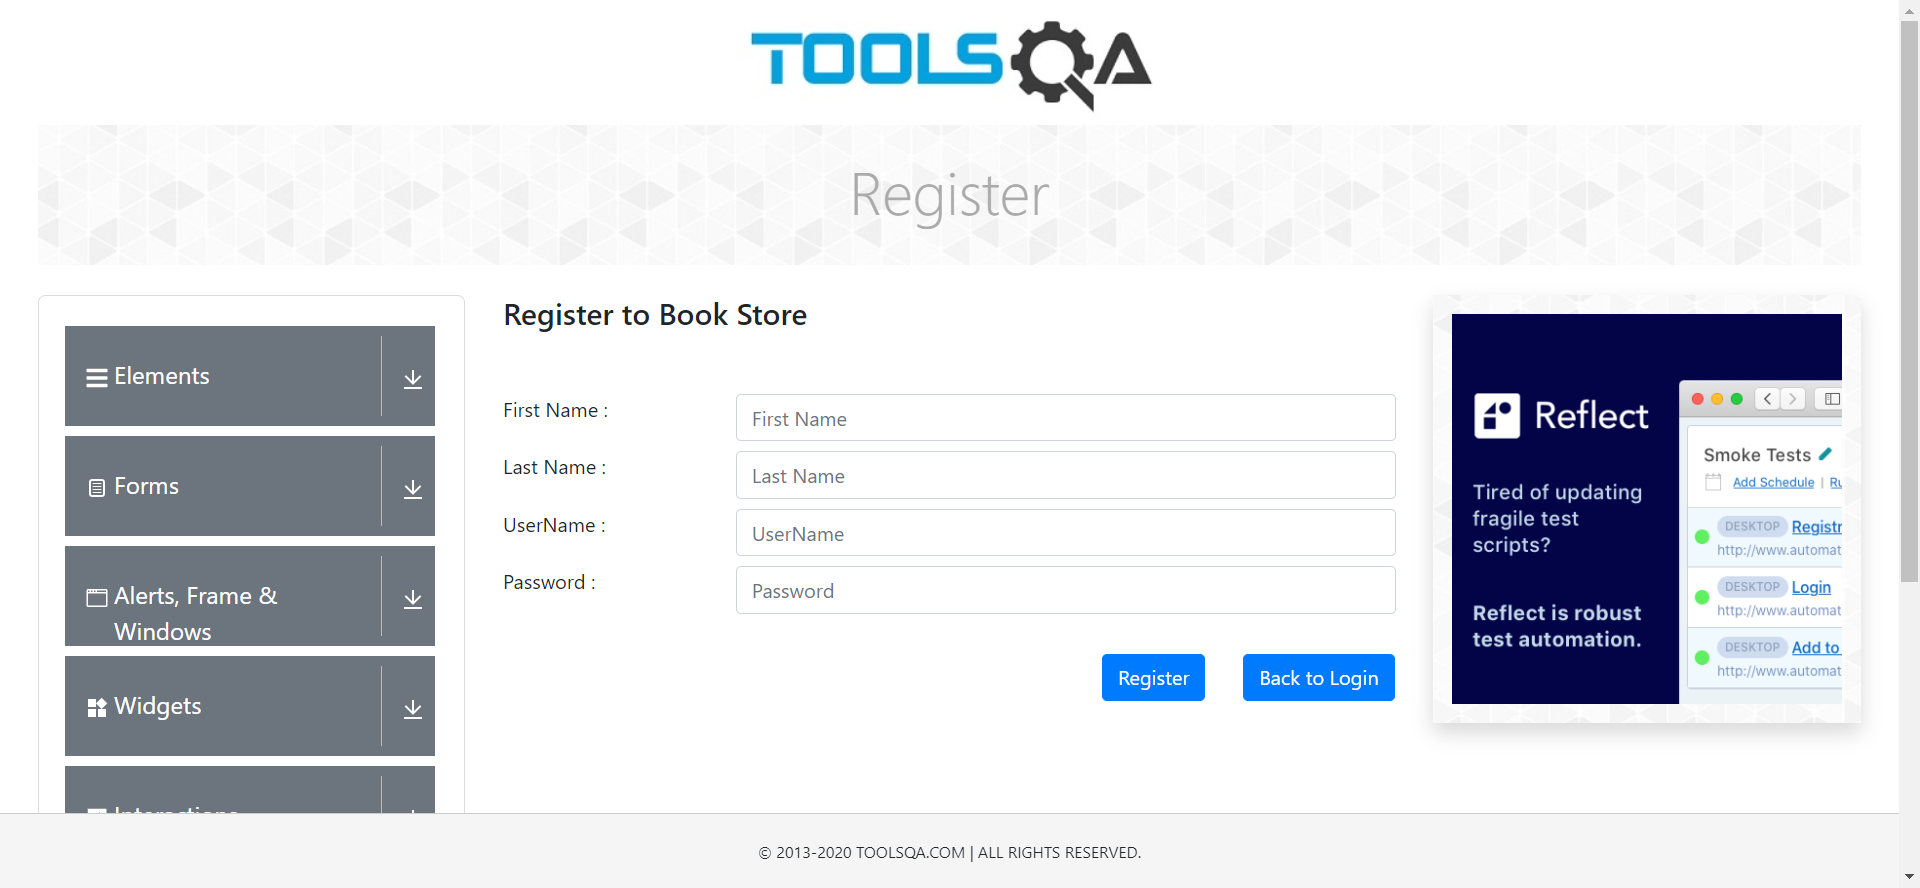 TOOLSQA
Register
Elements
Forms
Alerts, Frame &
Windows
Widgets
Interactions
Register to Book Store
First Name :
First Name
Last Name :
Last Name
UserName :
UserName
Password :
Password
Register
Back to Login
Reflect
Tired of updating
fragile test
scripts?
Reflect is robust
test automation.
Smoke Tests
Add Schedule | Ru
DESKTOP Registr
http://www.automat
DESKTOP Login
http://www.automat
DESKTOP Add to
http://www.automat
© 2013-2020 TOOLSQA.COM | ALL RIGHTS RESERVED.